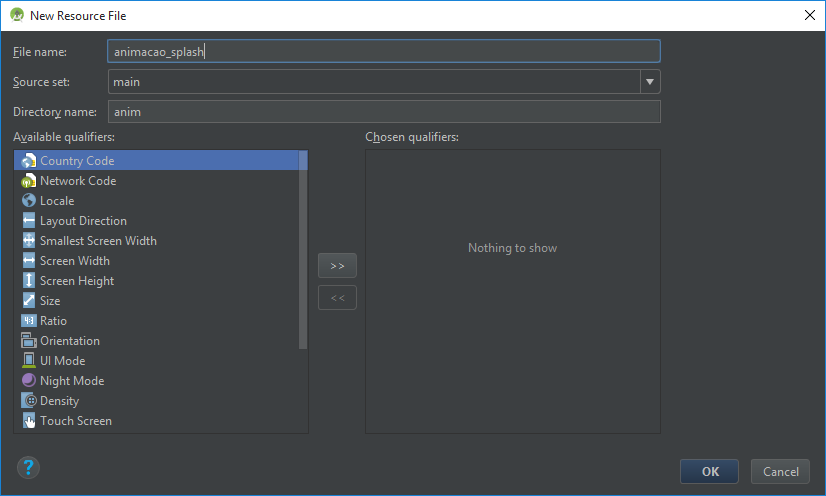 New Resource File
File name:
animacao_splash
Source set:
main
Directory name:
anim
Available qualifiers:
Chosen qualifiers:
Country Code
Network Code
Locale
Layout Direction
Smallest Screen Width
Screen Width
Screen Height
Size
4:3
Ratio
Orientation
UI Mode
Night Mode
Density
Touch Screen
>>
<<
Nothing to show
?
OK
Cancel